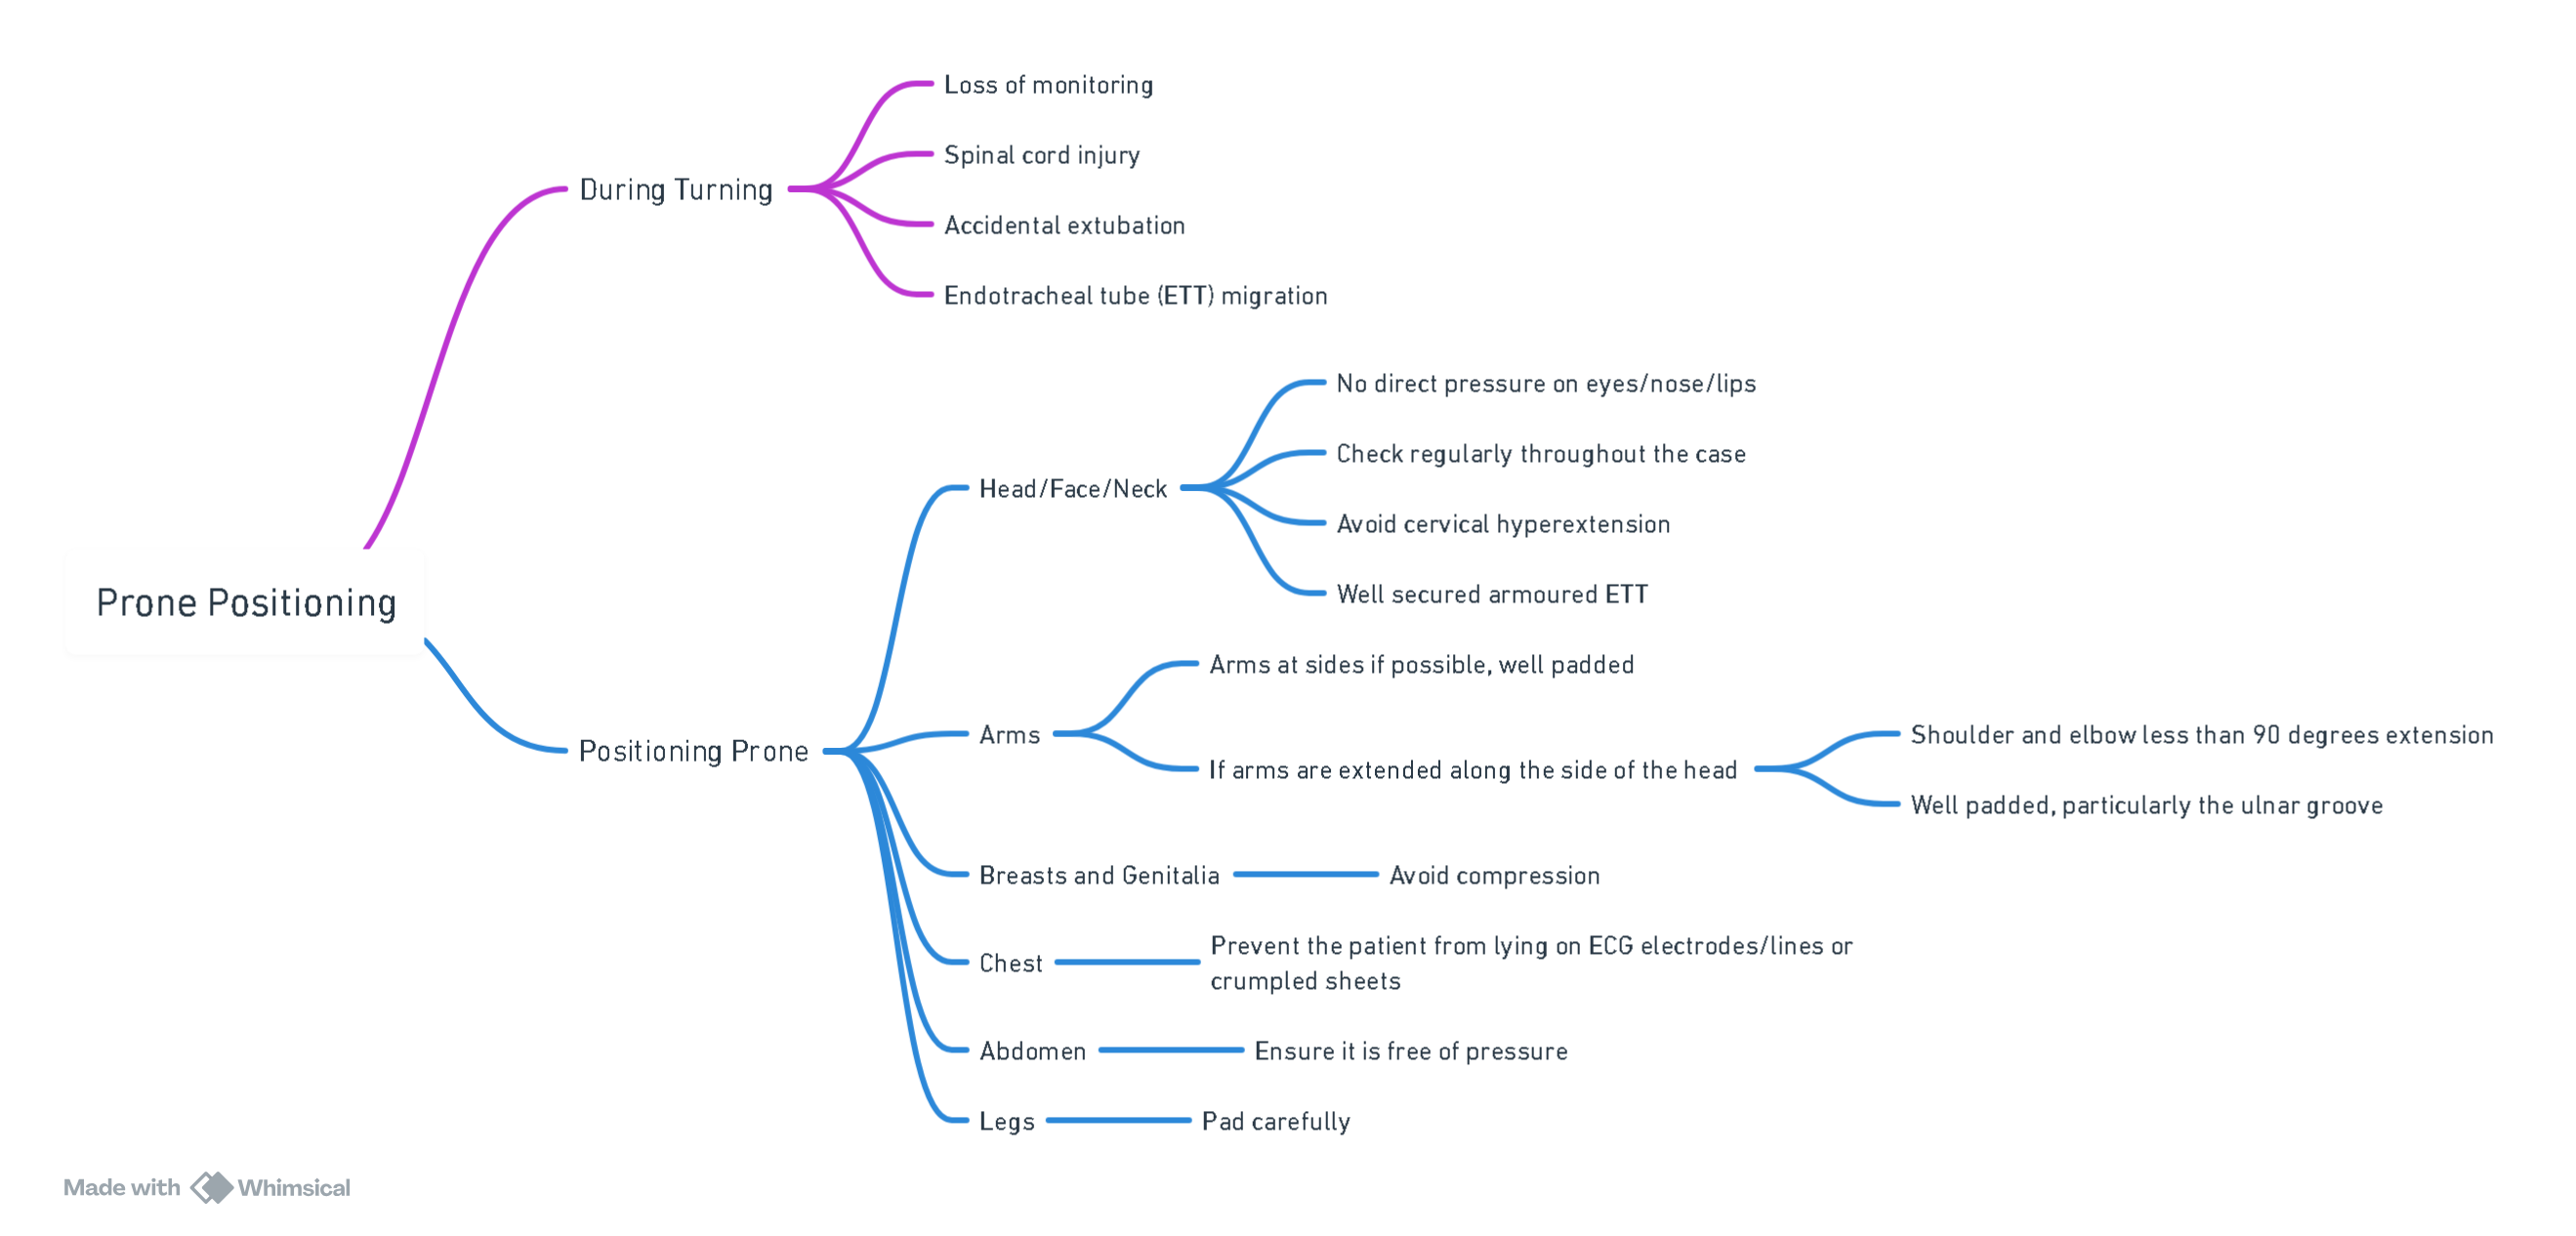 Prone Positioning
During Turning
Loss of monitoring
Spinal cord injury
Accidental extubation
Endotracheal tube (ETT) migration
Positioning Prone
Head/Face/Neck
No direct pressure on eyes/nose/lips
Check regularly throughout the case
Avoid cervical hyperextension
Well secured armoured ETT
Arms
Arms at sides if possible, well padded
If arms are extended along the side of the head
Shoulder and elbow less than 90 degrees extension
Well padded, particularly the ulnar groove
Breasts and Genitalia
Avoid compression
Chest
Prevent the patient from lying on ECG electrodes/lines or
crumpled sheets
Abdomen
Ensure it is free of pressure
Legs
Pad carefully
Made with Whimsical